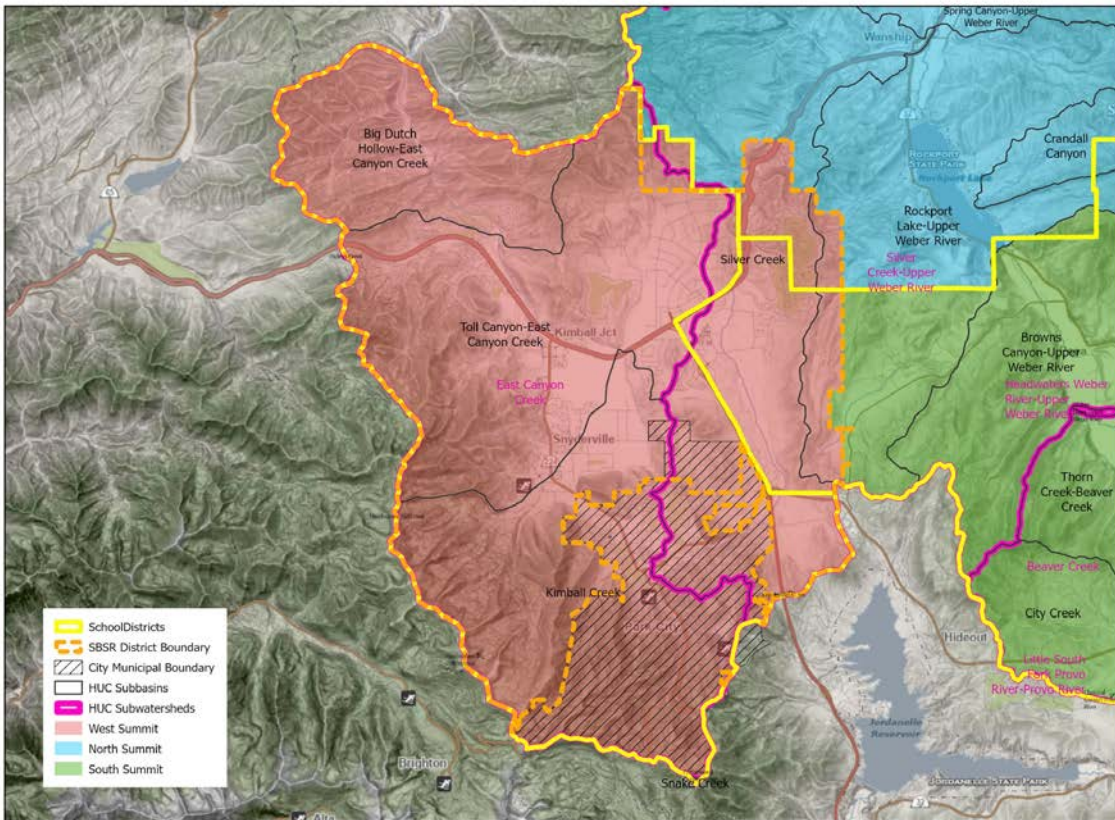 Spring Canyon-Upper
Weber River
Wanship
Big Dutch
Hollow-East
Canyon Creek
Crandall
Canyon
ROCKPORT
STATE PARK
Rockport Lake
Rockport
Lake-Upper
Weber River
Silver
Creek-Upper
Weber River
Silver Creek
Toll Canyon-East
Canyon Creek
Kimball Jct
East Canyon
Creek
Browns
Canyon-Upper
Weber River
Headwaters Weber
River-Upper
Weber River
Snyderville
Thorn
Creek-Beaver
Creek
Beaver Creek
Kimball Creek
Park City
City Creek
Hideout
Little South
Fork Provo
River-Provo River
Jordanelle
Reservoir
JORDANELLE STATE PARK
Brighton
Alta
Snake Creek
SchoolDistricts
SBSR District Boundary
City Municipal Boundary
HUC Subbasins
HUC Subwatersheds
West Summit
North Summit
South Summit